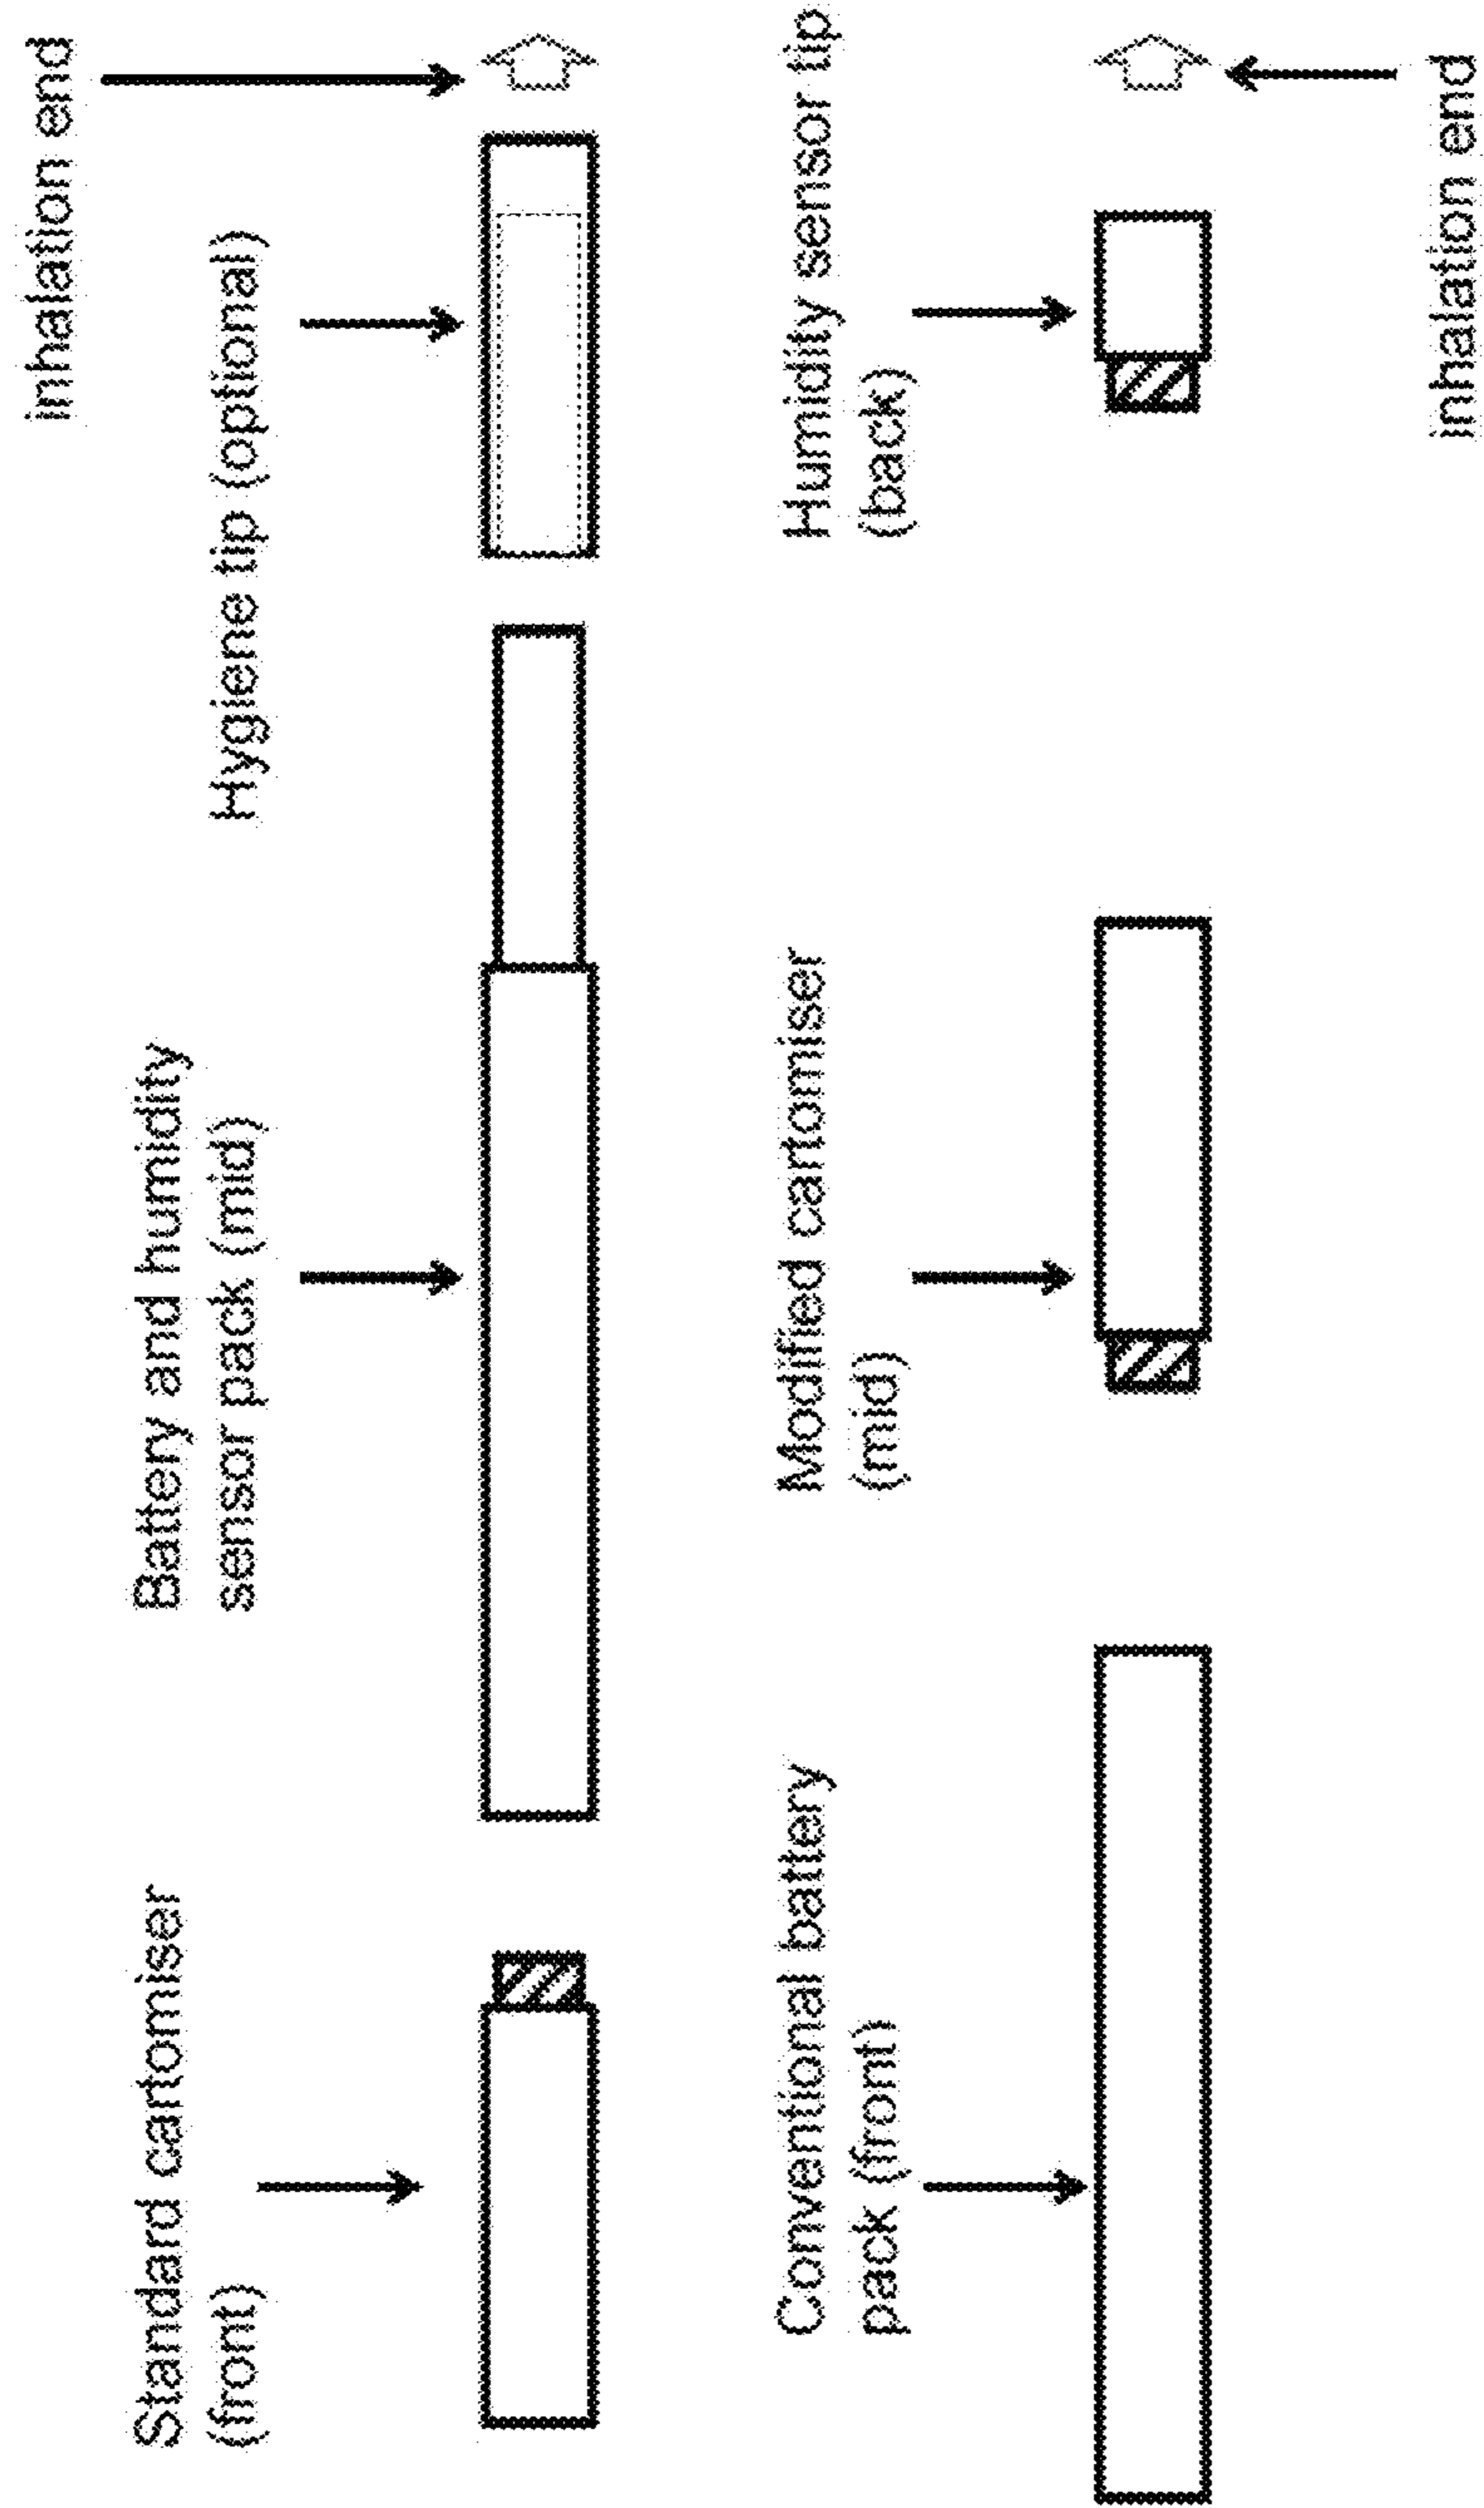 inhalation end
Hygiene tip (optional)
Battery and humidity
sensor pack (mid)
Standard cartomiser
(front)
Humidity sensor tip
(back)
Modified cartomiser
(mid)
Conventional battery
pack (front)
inhalation end